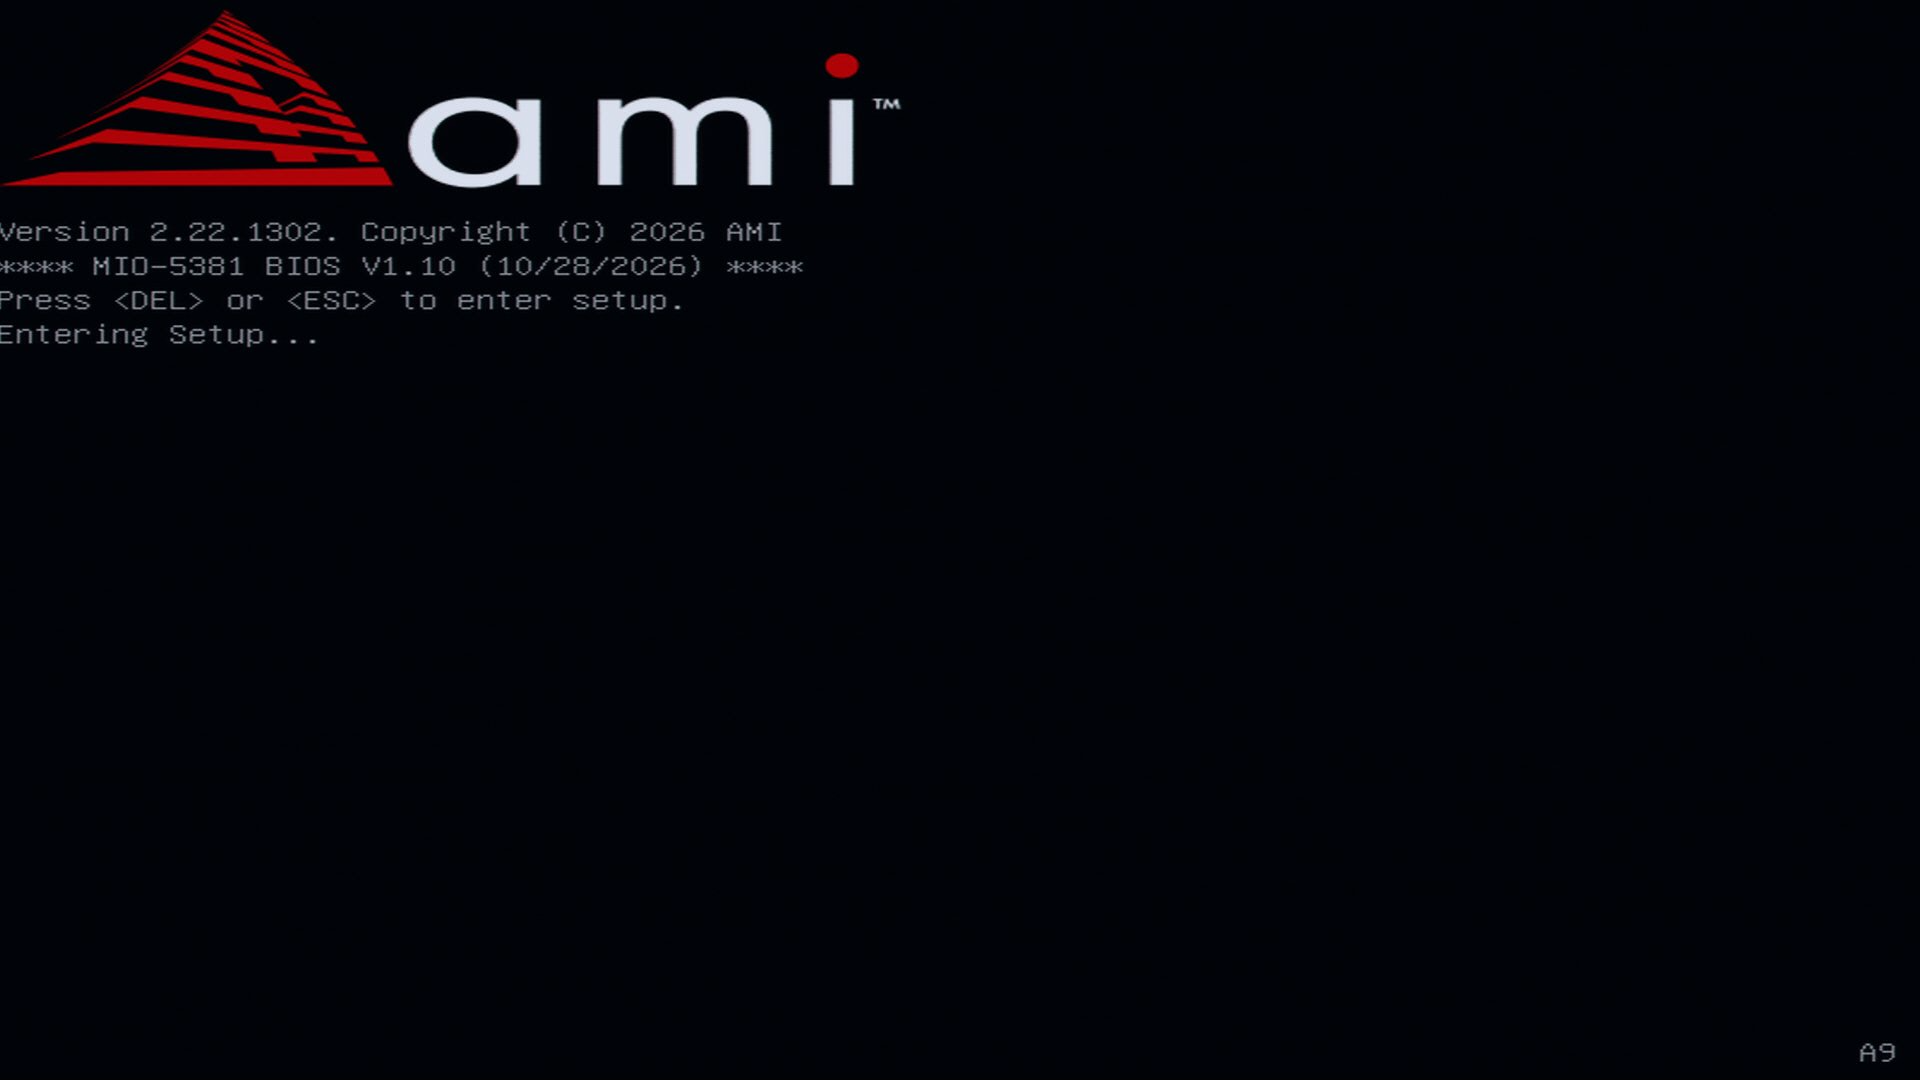 ami™
Version 2.22.1302. Copyright (C) 2026 AMI
**** MIO-5381 BIOS V1.10 (10/28/2026) ****
Press <DEL> or <ESC> to enter setup.
Entering Setup...
A9